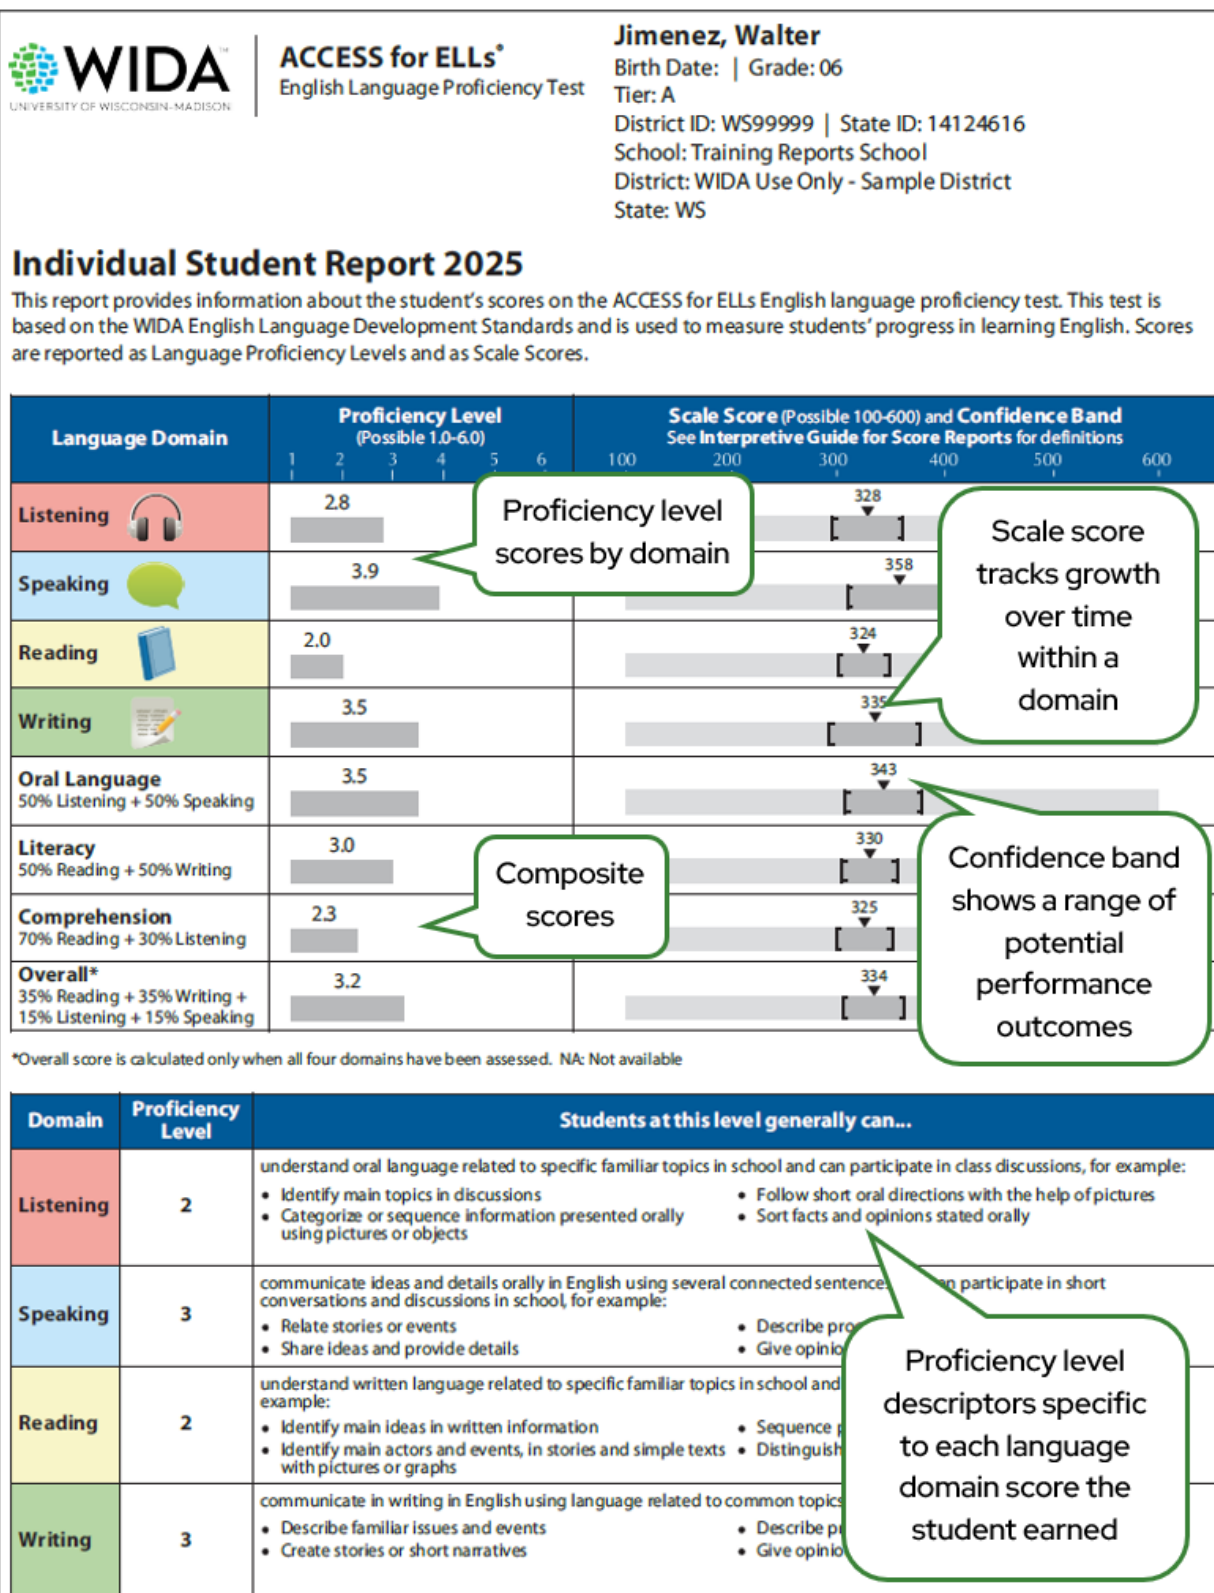 WIDA™
UNIVERSITY OF WISCONSIN-MADISON
ACCESS for ELLs®
English Language Proficiency Test
Jimenez, Walter
Birth Date: | Grade: 06
Tier: A
District ID: WS99999 | State ID: 14124616
School: Training Reports School
District: WIDA Use Only - Sample District
State: WS
Individual Student Report 2025
This report provides information about the student's scores on the ACCESS for ELLs English language proficiency test. This test is
based on the WIDA English Language Development Standards and is used to measure students' progress in learning English. Scores
are reported as Language Proficiency Levels and as Scale Scores.
Language Domain
Proficiency Level
(Possible 1.0-6.0)
1 2 3 4 5 6
Scale Score (Possible 100-600) and Confidence Band
See Interpretive Guide for Score Reports for definitions
100 200 300 400 500 600
Listening
2.8
328
Speaking
3.9
358
Reading
2.0
324
Writing
3.5
335
Oral Language
50% Listening + 50% Speaking
3.5
343
Literacy
50% Reading + 50% Writing
3.0
330
Comprehension
70% Reading + 30% Listening
2.3
325
Overall*
35% Reading + 35% Writing +
15% Listening + 15% Speaking
3.2
334
Proficiency level
scores by domain
Scale score
tracks growth
over time
within a
domain
Composite
scores
Confidence band
shows a range of
potential
performance
outcomes
*Overall score is calculated only when all four domains have been assessed. NA: Not available
Domain
Proficiency
Level
Students at this level generally can...
Listening
2
understand oral language related to specific familiar topics in school and can participate in class discussions, for example:
• Identify main topics in discussions
• Categorize or sequence information presented orally
using pictures or objects
• Follow short oral directions with the help of pictures
• Sort facts and opinions stated orally
Speaking
3
communicate ideas and details orally in English using several connected sentences participate in short
conversations and discussions in school, for example:
• Relate stories or events
• Share ideas and provide details
• Describe
• Give
Reading
2
understand written language related to specific familiar topics in school and
example:
• Identify main ideas in written information
• Identify main actors and events, in stories and simple texts
with pictures or graphs
• Sequence
• Distinguish
Writing
3
communicate in writing in English using language related to common topics
• Describe familiar issues and events
• Create stories or short narratives
• Describe
• Give
Proficiency level
descriptors specific
to each language
domain score the
student earned